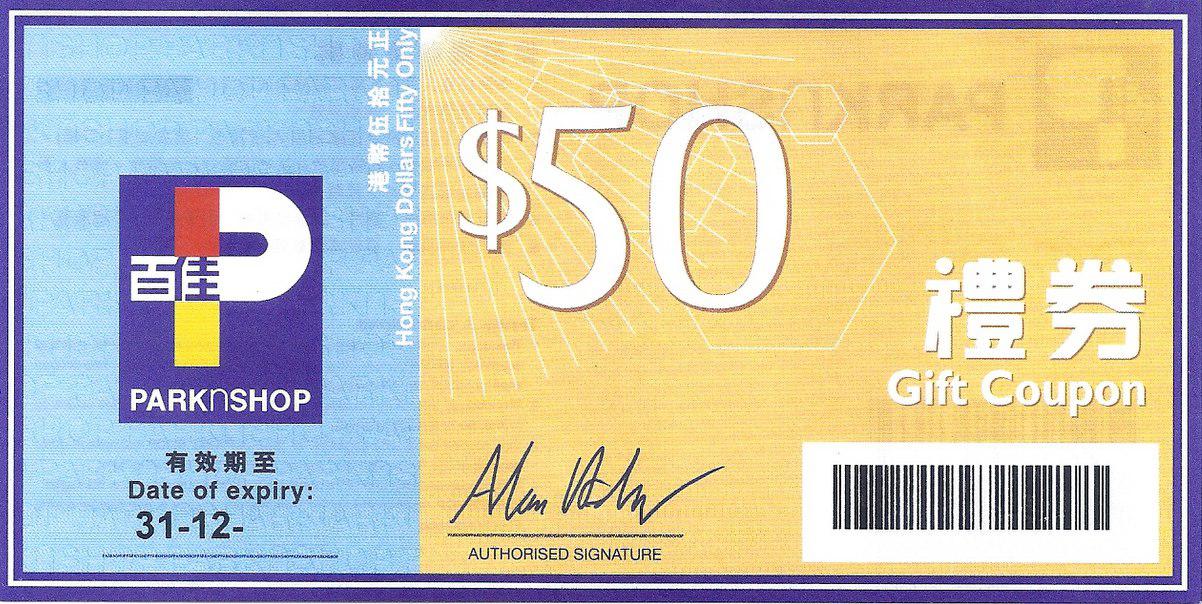 港幣伍拾元正
Hong Kong Dollars Fifty Only
$50
百佳
PARKnSHOP
禮券
Gift Coupon
有效期至
Date of expiry:
31-12-
AUTHORISED SIGNATURE